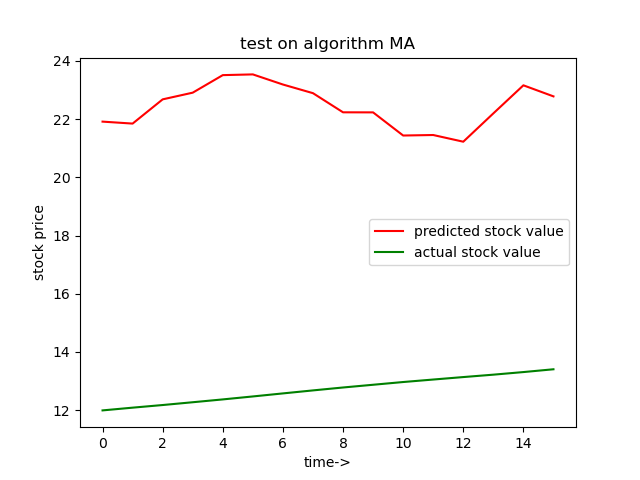 test on algorithm MA
24
22
20
18
16
14
12
stock price
predicted stock value
actual stock value
0 2 4 6 8 10 12 14
time->